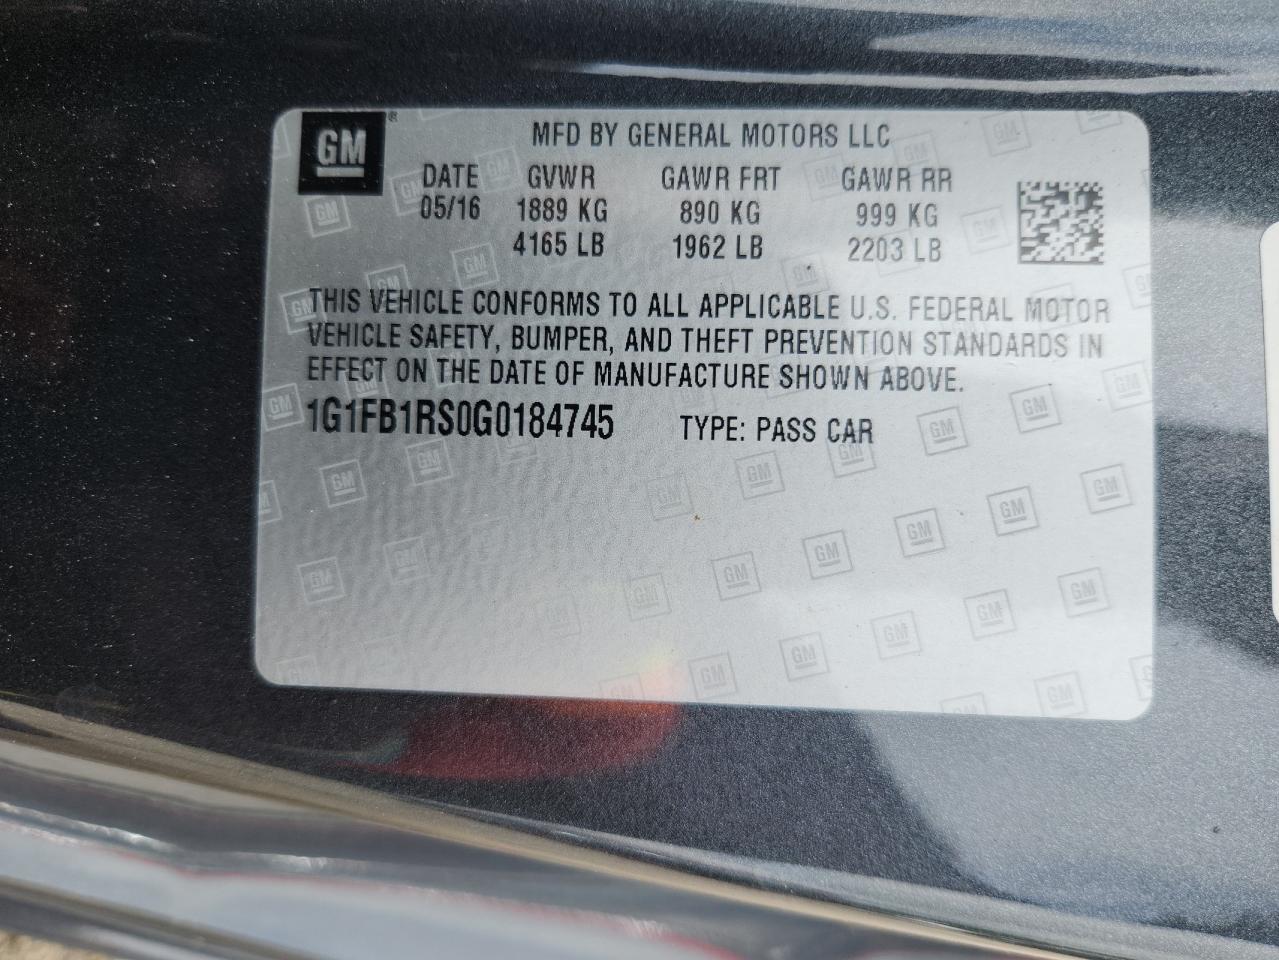 GM
MFD BY GENERAL MOTORS LLC
DATE GVWR GAWR FRT GAWR RR
05/16 1889 KG 890 KG 999 KG
4165 LB 1962 LB 2203 LB
THIS VEHICLE CONFORMS TO ALL APPLICABLE U.S. FEDERAL MOTOR
VEHICLE SAFETY, BUMPER, AND THEFT PREVENTION STANDARDS IN
EFFECT ON THE DATE OF MANUFACTURE SHOWN ABOVE.
1G1FB1RS0G0184745 TYPE: PASS CAR